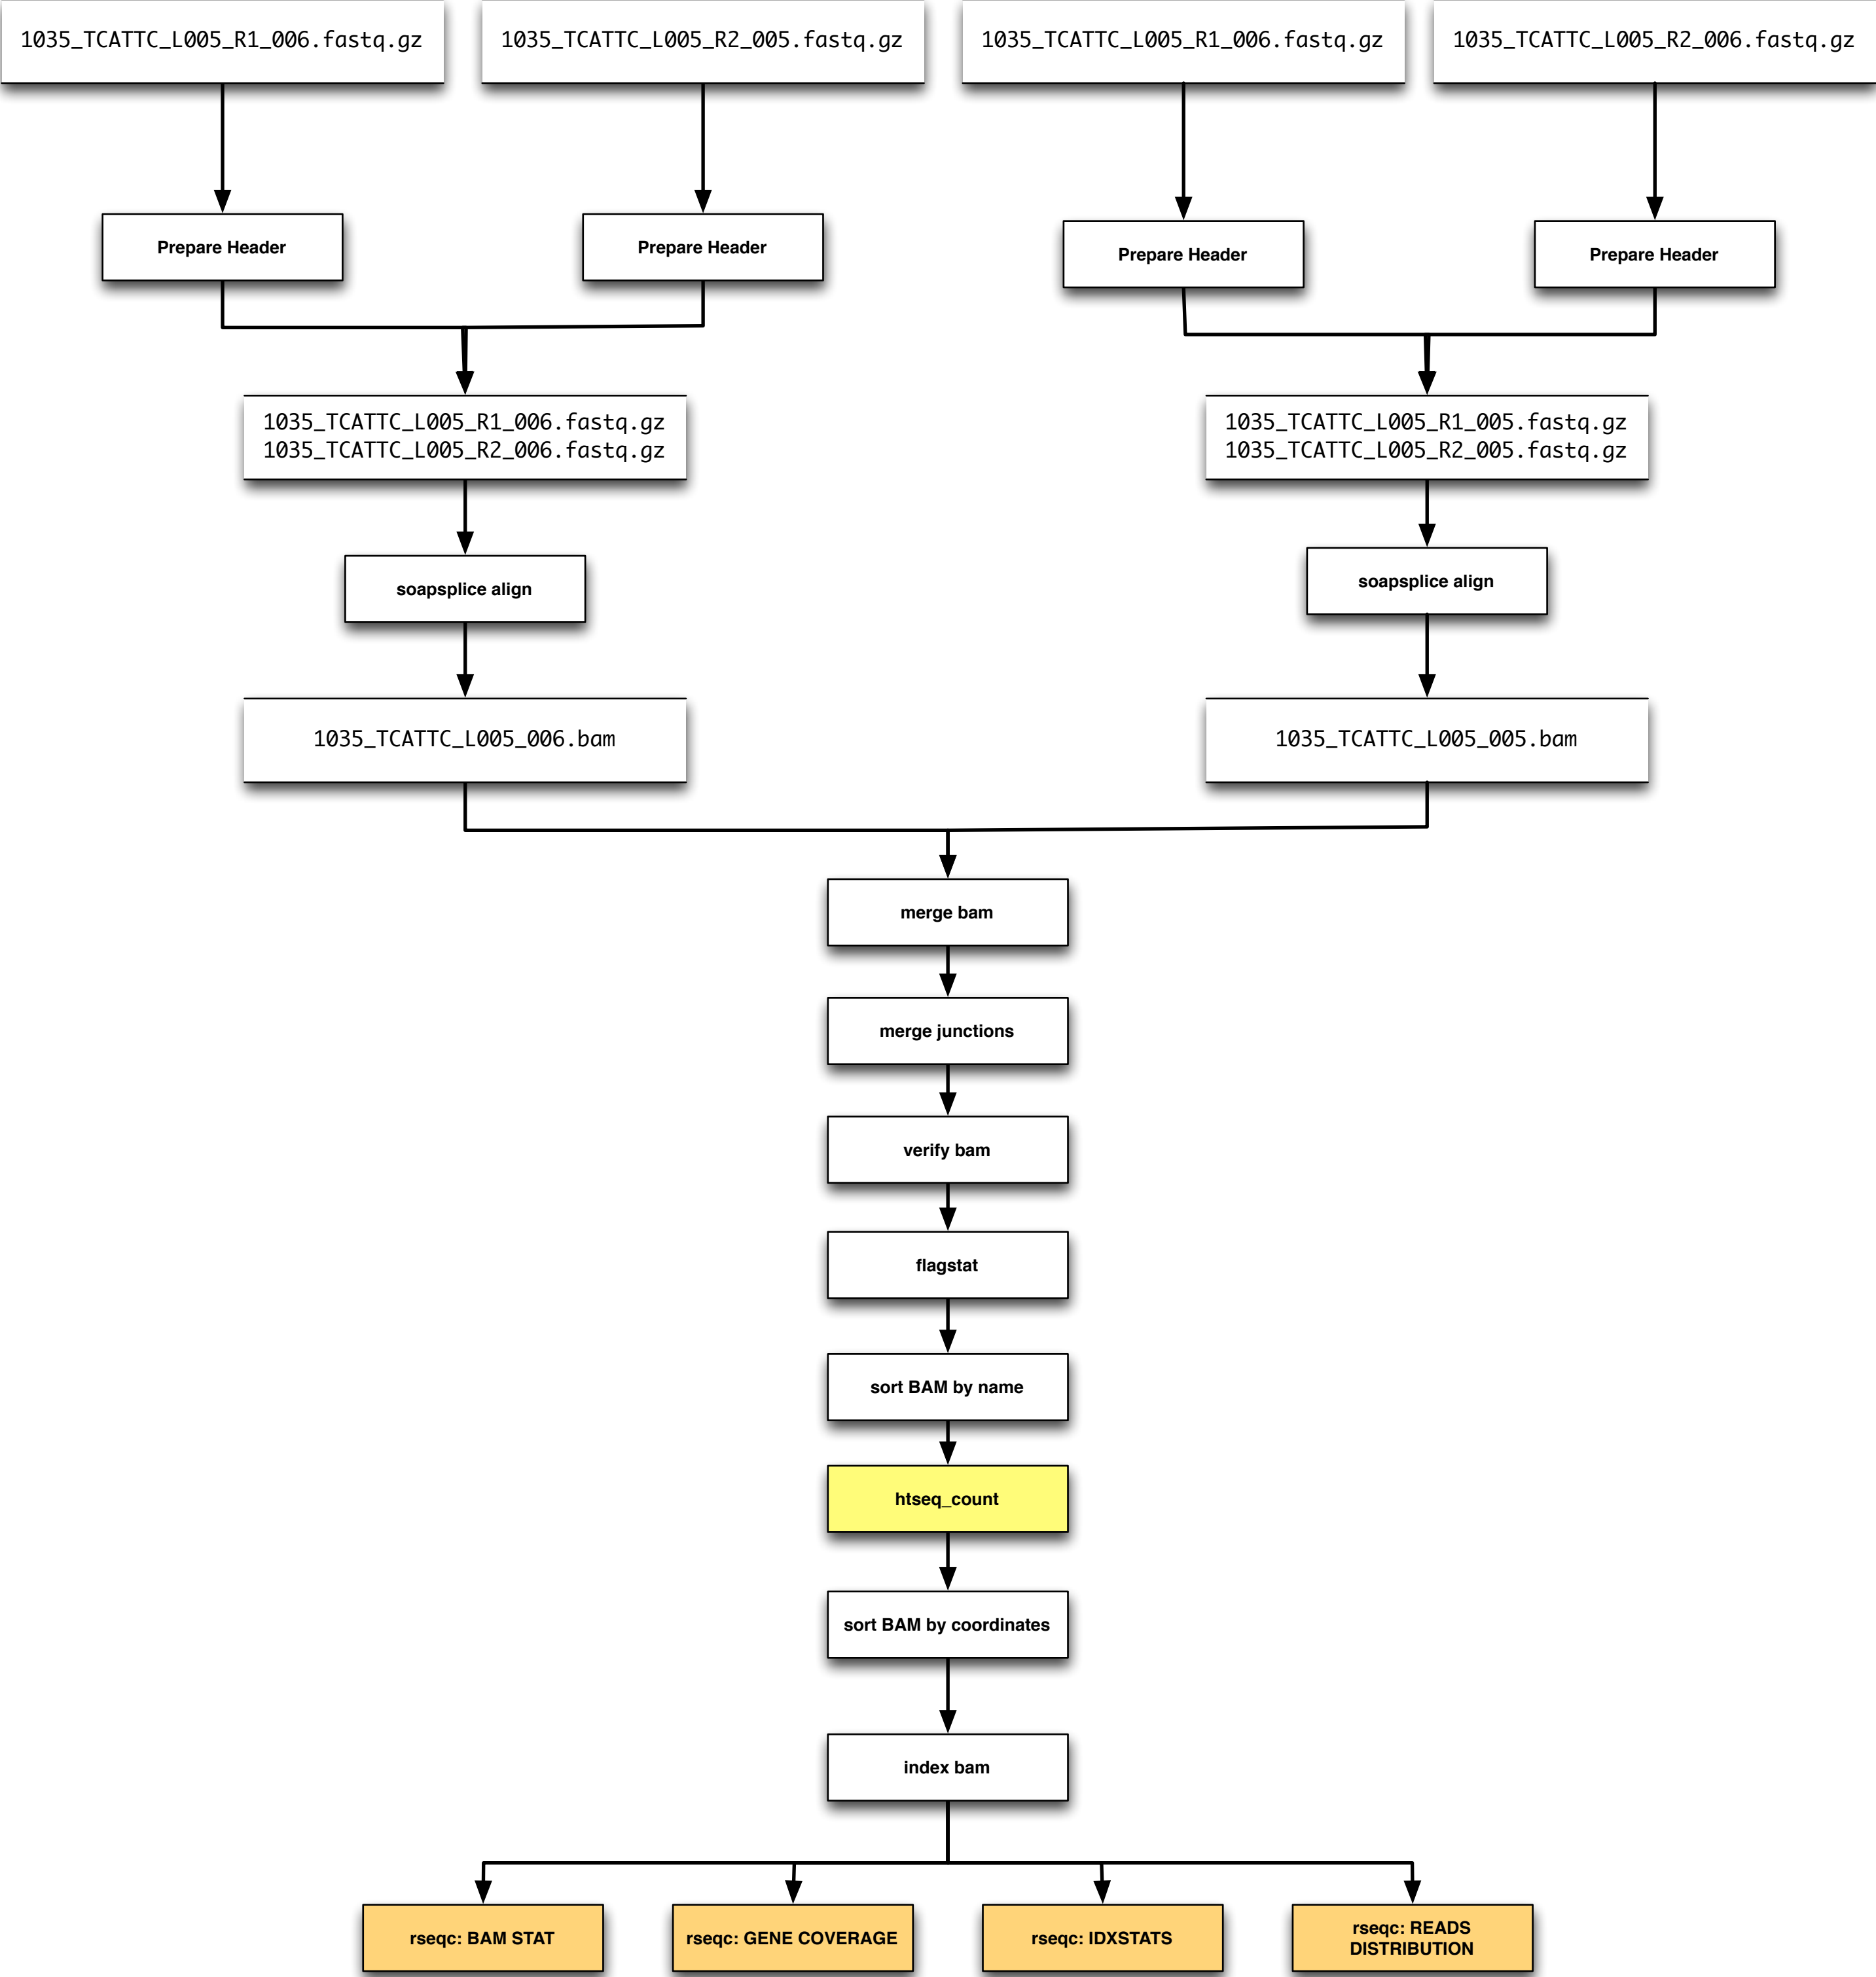 1035_TCATTC_L005_R1_006.fastq.gz
1035_TCATTC_L005_R2_005.fastq.gz
1035_TCATTC_L005_R1_006.fastq.gz
1035_TCATTC_L005_R2_006.fastq.gz
Prepare Header
Prepare Header
Prepare Header
Prepare Header
1035_TCATTC_L005_R1_006.fastq.gz
1035_TCATTC_L005_R2_006.fastq.gz
1035_TCATTC_L005_R1_005.fastq.gz
1035_TCATTC_L005_R2_005.fastq.gz
soapsplice align
soapsplice align
1035_TCATTC_L005_006.bam
1035_TCATTC_L005_005.bam
merge bam
merge junctions
verify bam
flagstat
sort BAM by name
htseq_count
sort BAM by coordinates
index bam
rseqc: BAM STAT
rseqc: GENE COVERAGE
rseqc: IDXSTATS
rseqc: READS
DISTRIBUTION